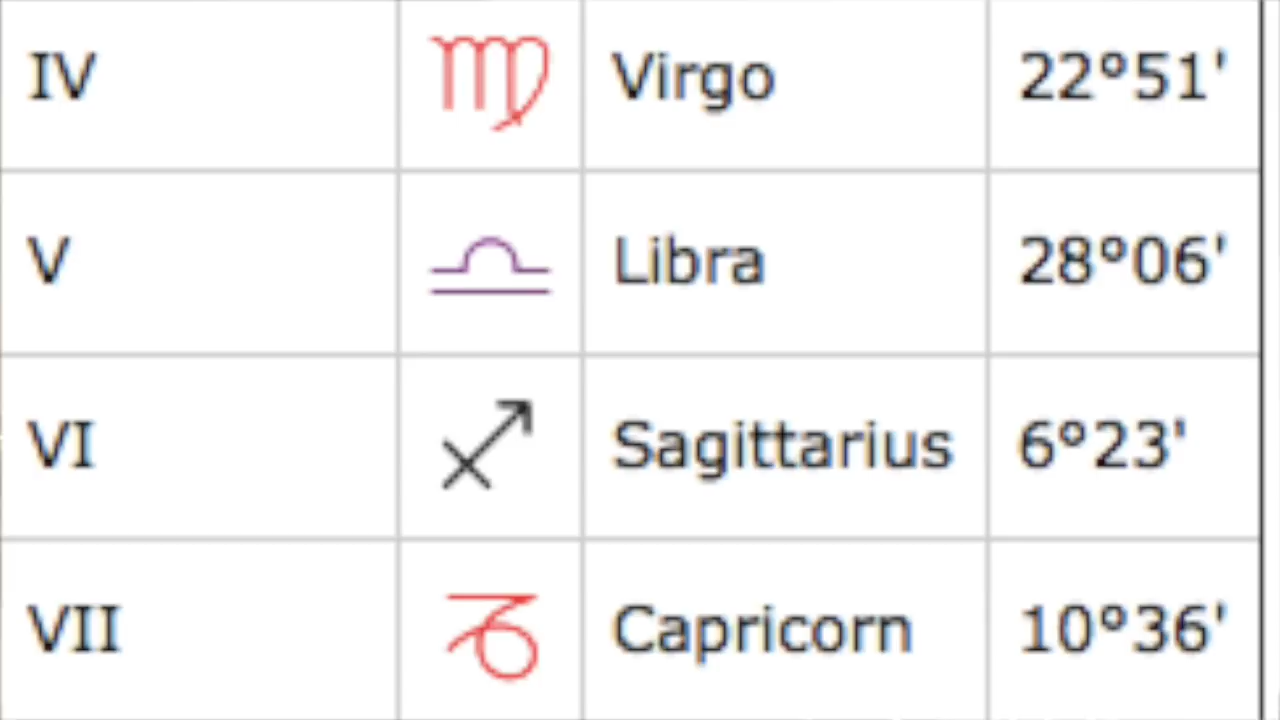 IV ♍ Virgo 22°51'
V ♎ Libra 28°06'
VI ♐ Sagittarius 6°23'
VII ♑ Capricorn 10°36'